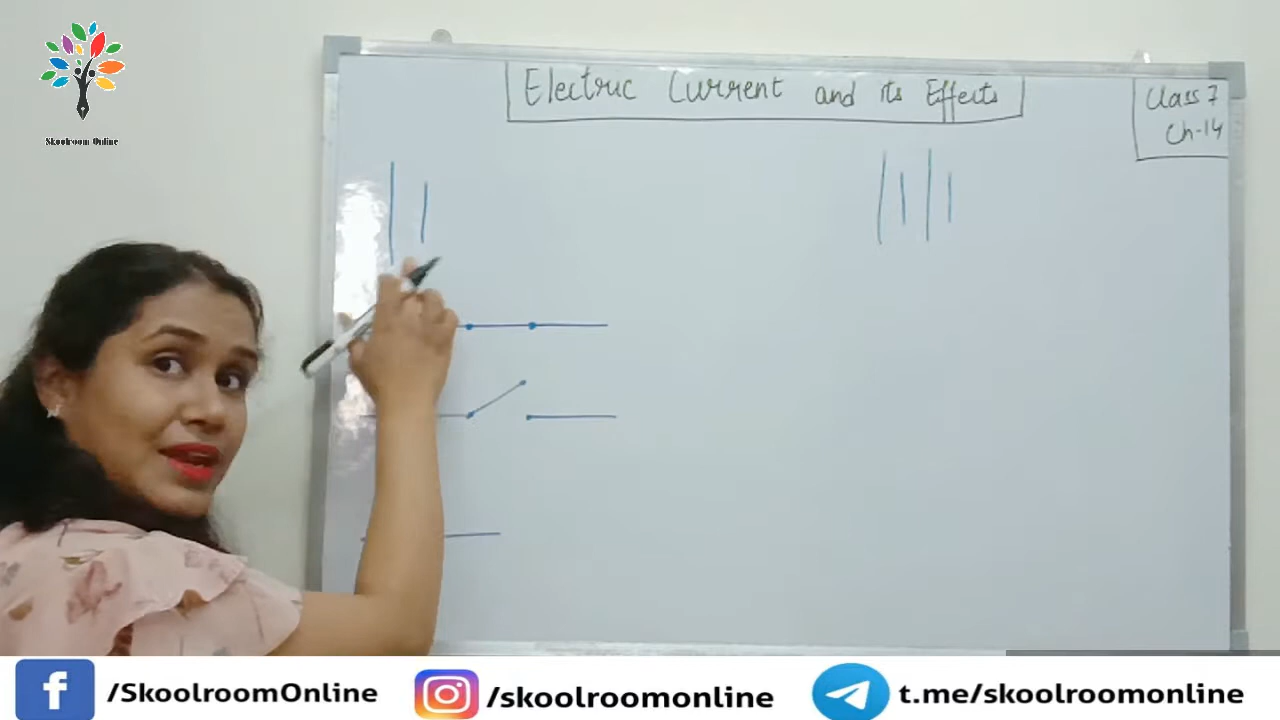 Electric Current and its Effects
Class 7
Ch-14
Skoolroom Online
/SkoolroomOnline
/skoolroomonline
t.me/skoolroomonline